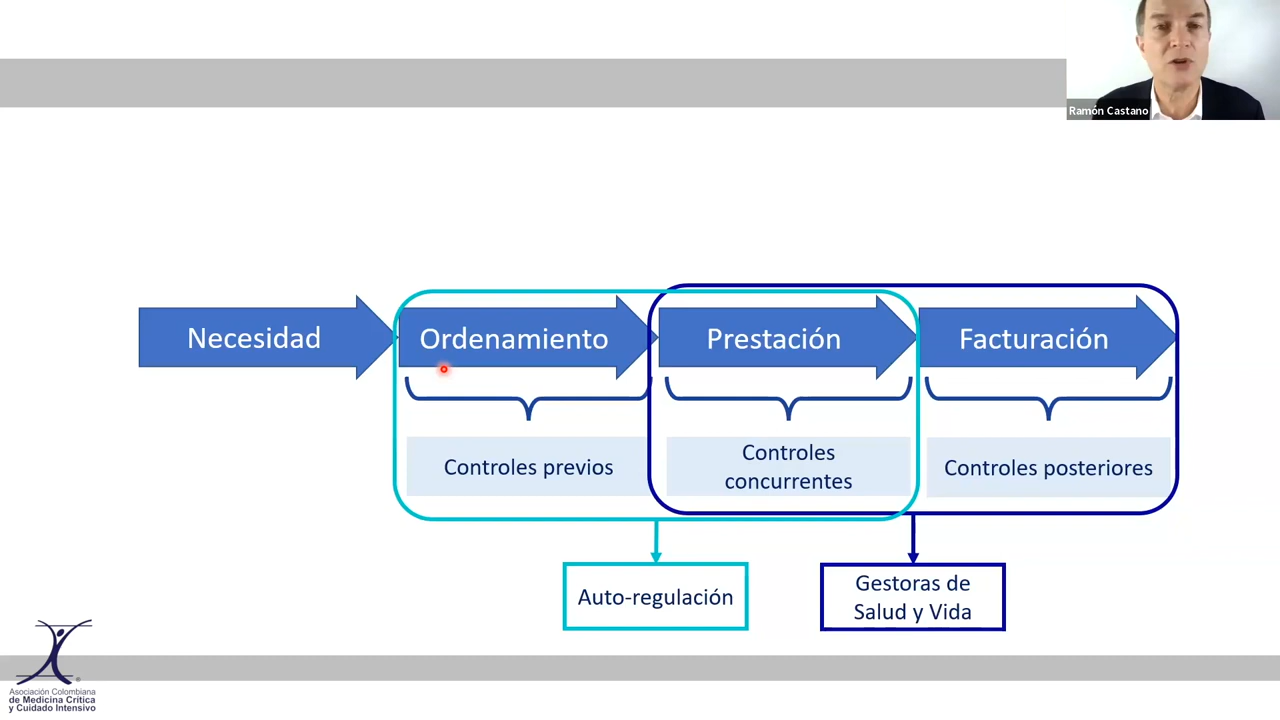 Ramón Castano
Necesidad
Ordenamiento
Prestación
Facturación
Controles previos
Controles
concurrentes
Controles posteriores
Auto-regulación
Gestoras de
Salud y Vida
Asociación Colombiana
de Medicina Crítica
y Cuidado Intensivo